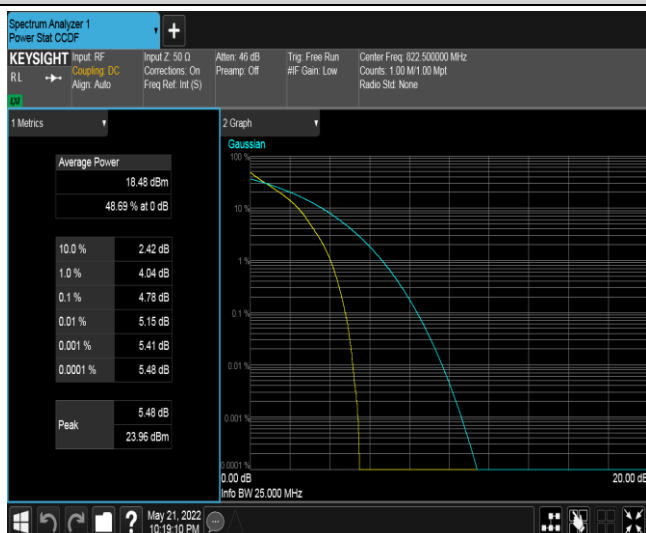 Spectrum Analyzer 1
Power Stat CCDF
KEYSIGHT
RL
Input: RF
Coupling: DC
Align: Auto
Input Z: 50 Ω
Corrections: On
Freq Ref: Int (S)
Atten: 46 dB
Preamp: Off
Trig: Free Run
#IF Gain: Low
Center Freq: 822.500000 MHz
Counts: 1.00 M/1.00 Mpt
Radio Std: None
1 Metrics
Average Power
18.48 dBm
48.69 % at 0 dB
10.0 % 2.42 dB
1.0 % 4.04 dB
0.1 % 4.78 dB
0.01 % 5.15 dB
0.001 % 5.41 dB
0.0001 % 5.48 dB
Peak
5.48 dB
23.96 dBm
2 Graph
Gaussian
100 %
10 %
1 %
0.1 %
0.01 %
0.001 %
0.0001 %
0.00 dB
20.00 dB
Info BW 25.000 MHz
May 21, 2022
10:19:10 PM